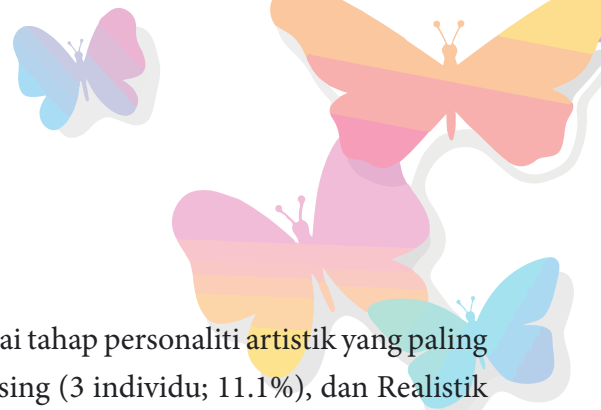 ai tahap personaliti artistik yang paling
sing (3 individu; 11.1%), dan Realistik